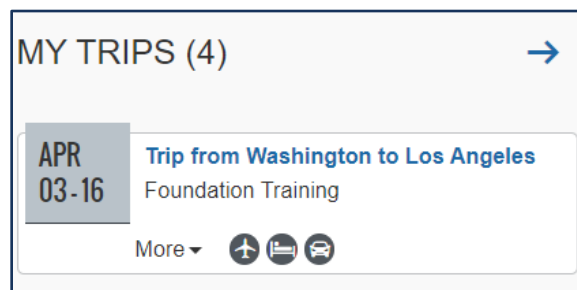 MY TRIPS (4)
APR
03-16
Trip from Washington to Los Angeles
Foundation Training
More